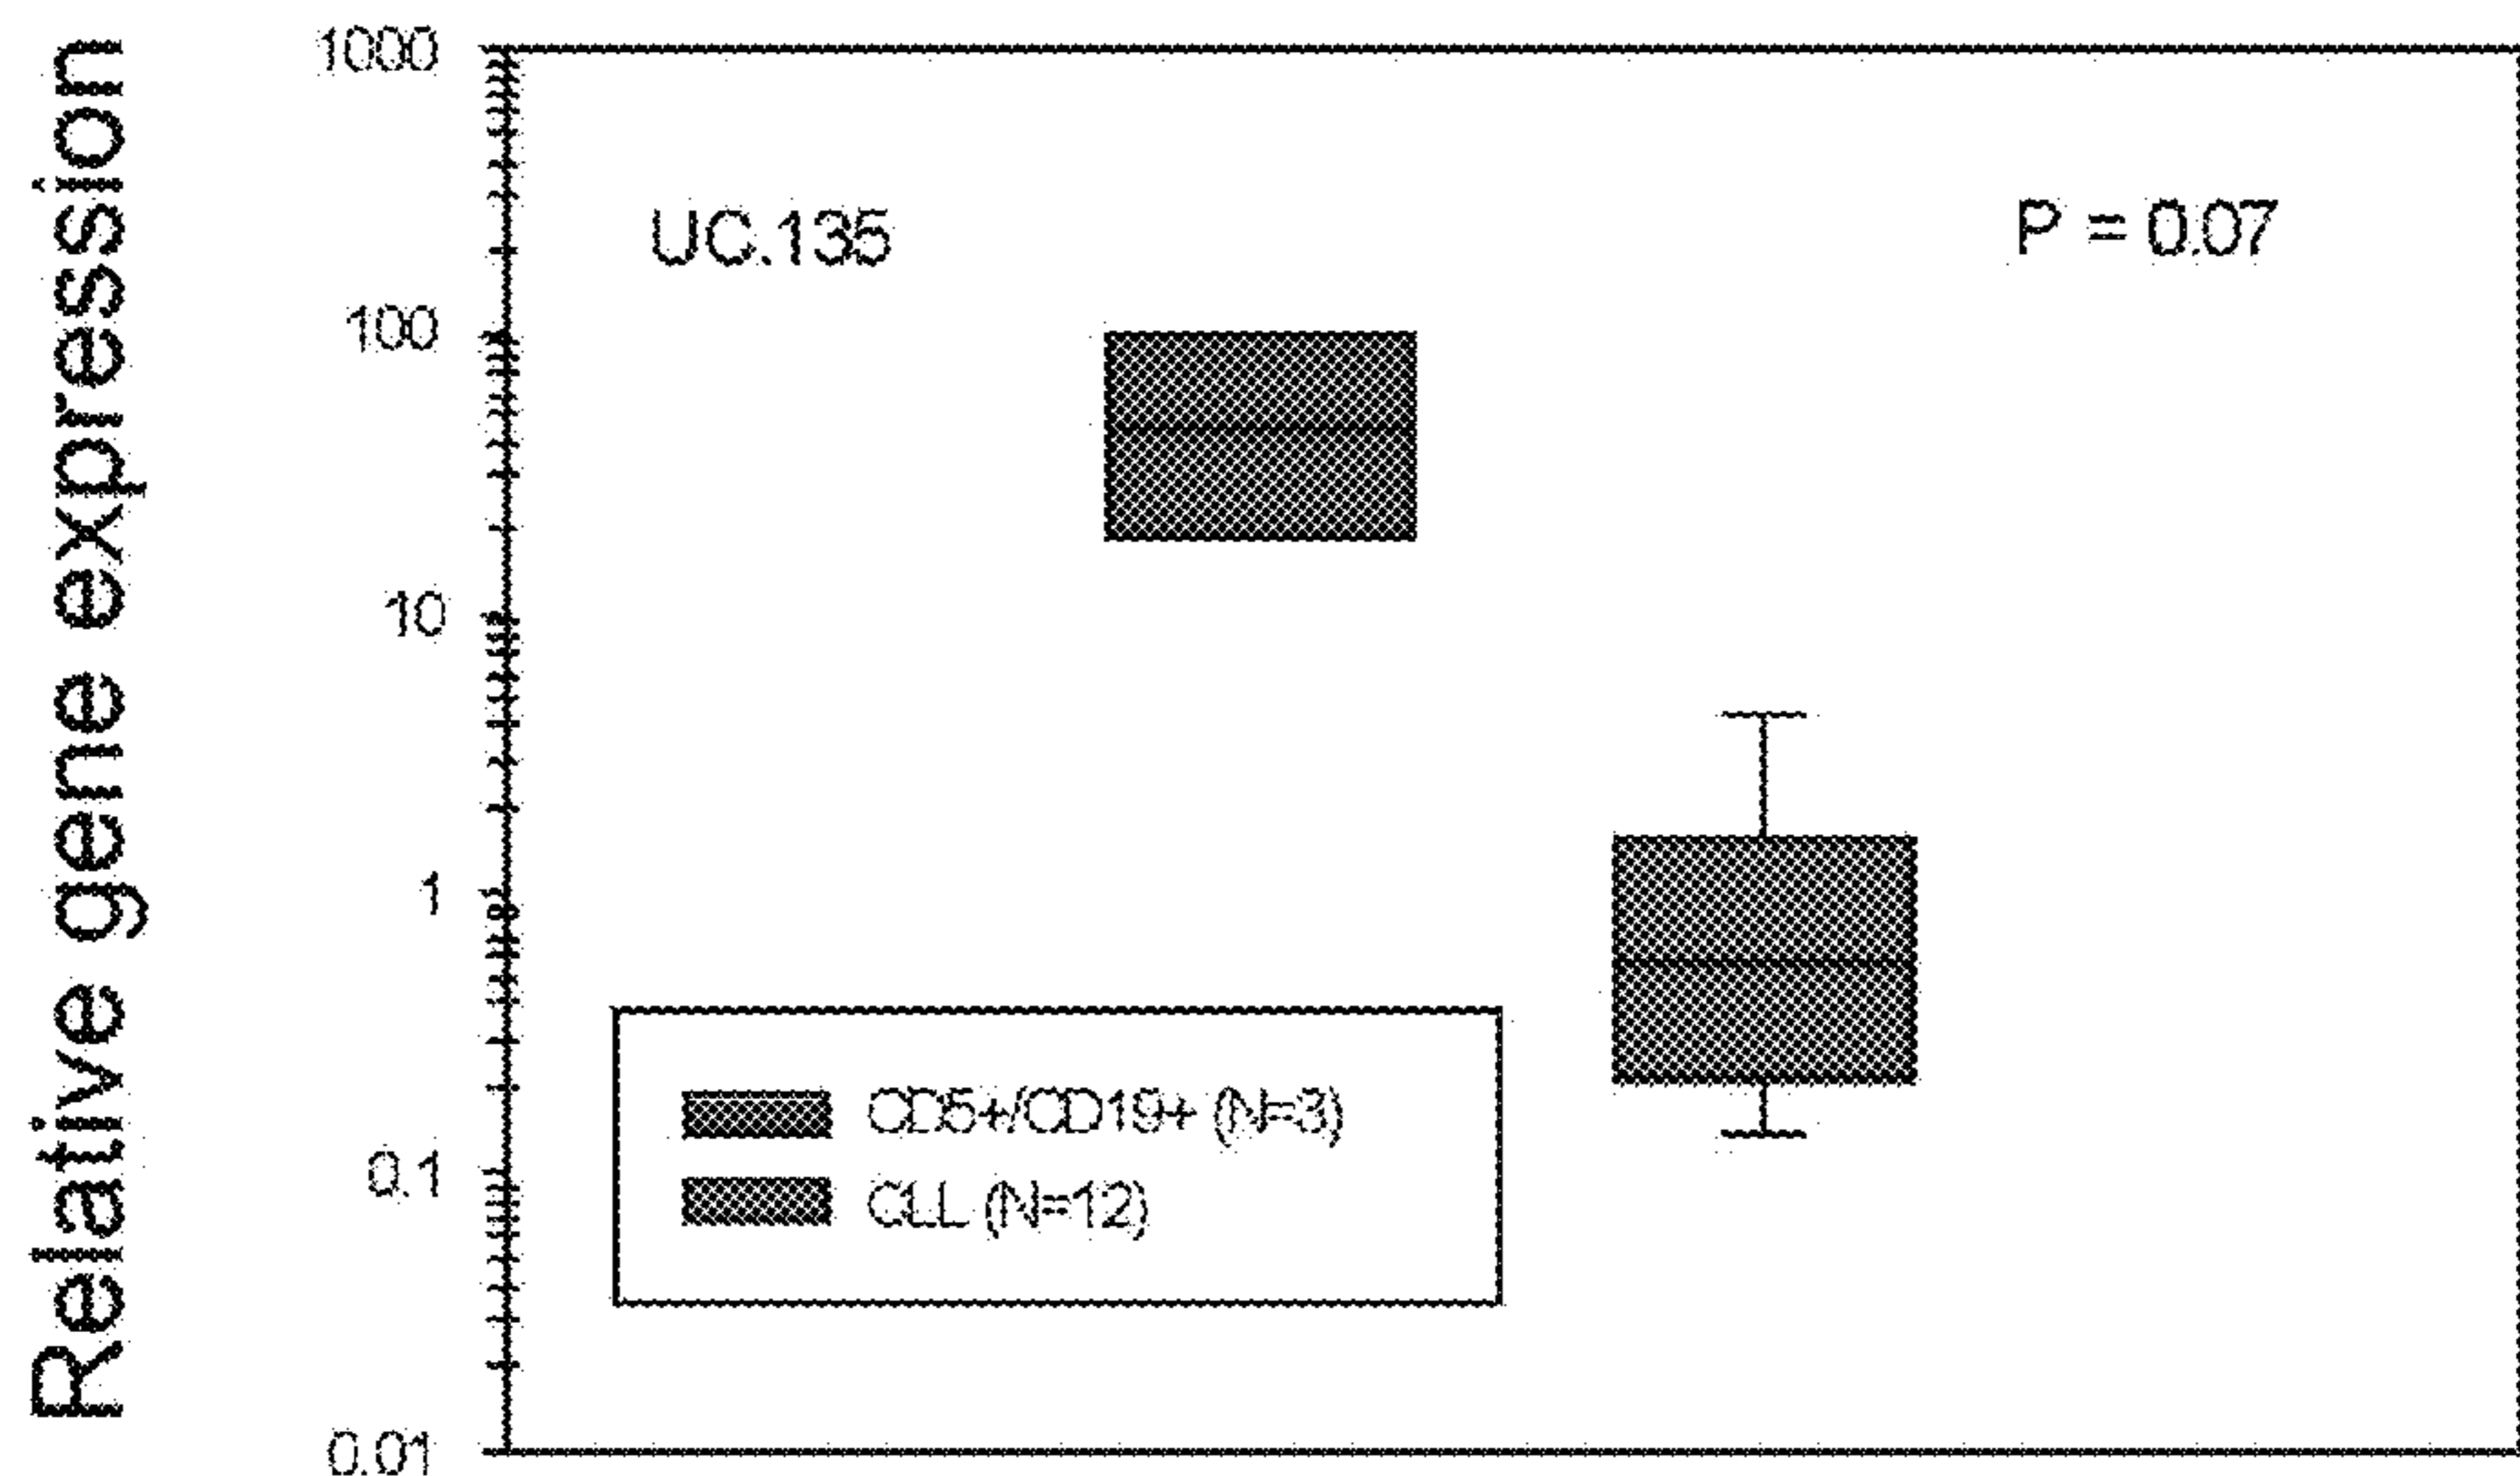 Relative gene expression
1000
100
10
1
0.1
0.01
UC.135
P = 0.07
CD5+/CD19+ (N=3)
CLL (N=12)